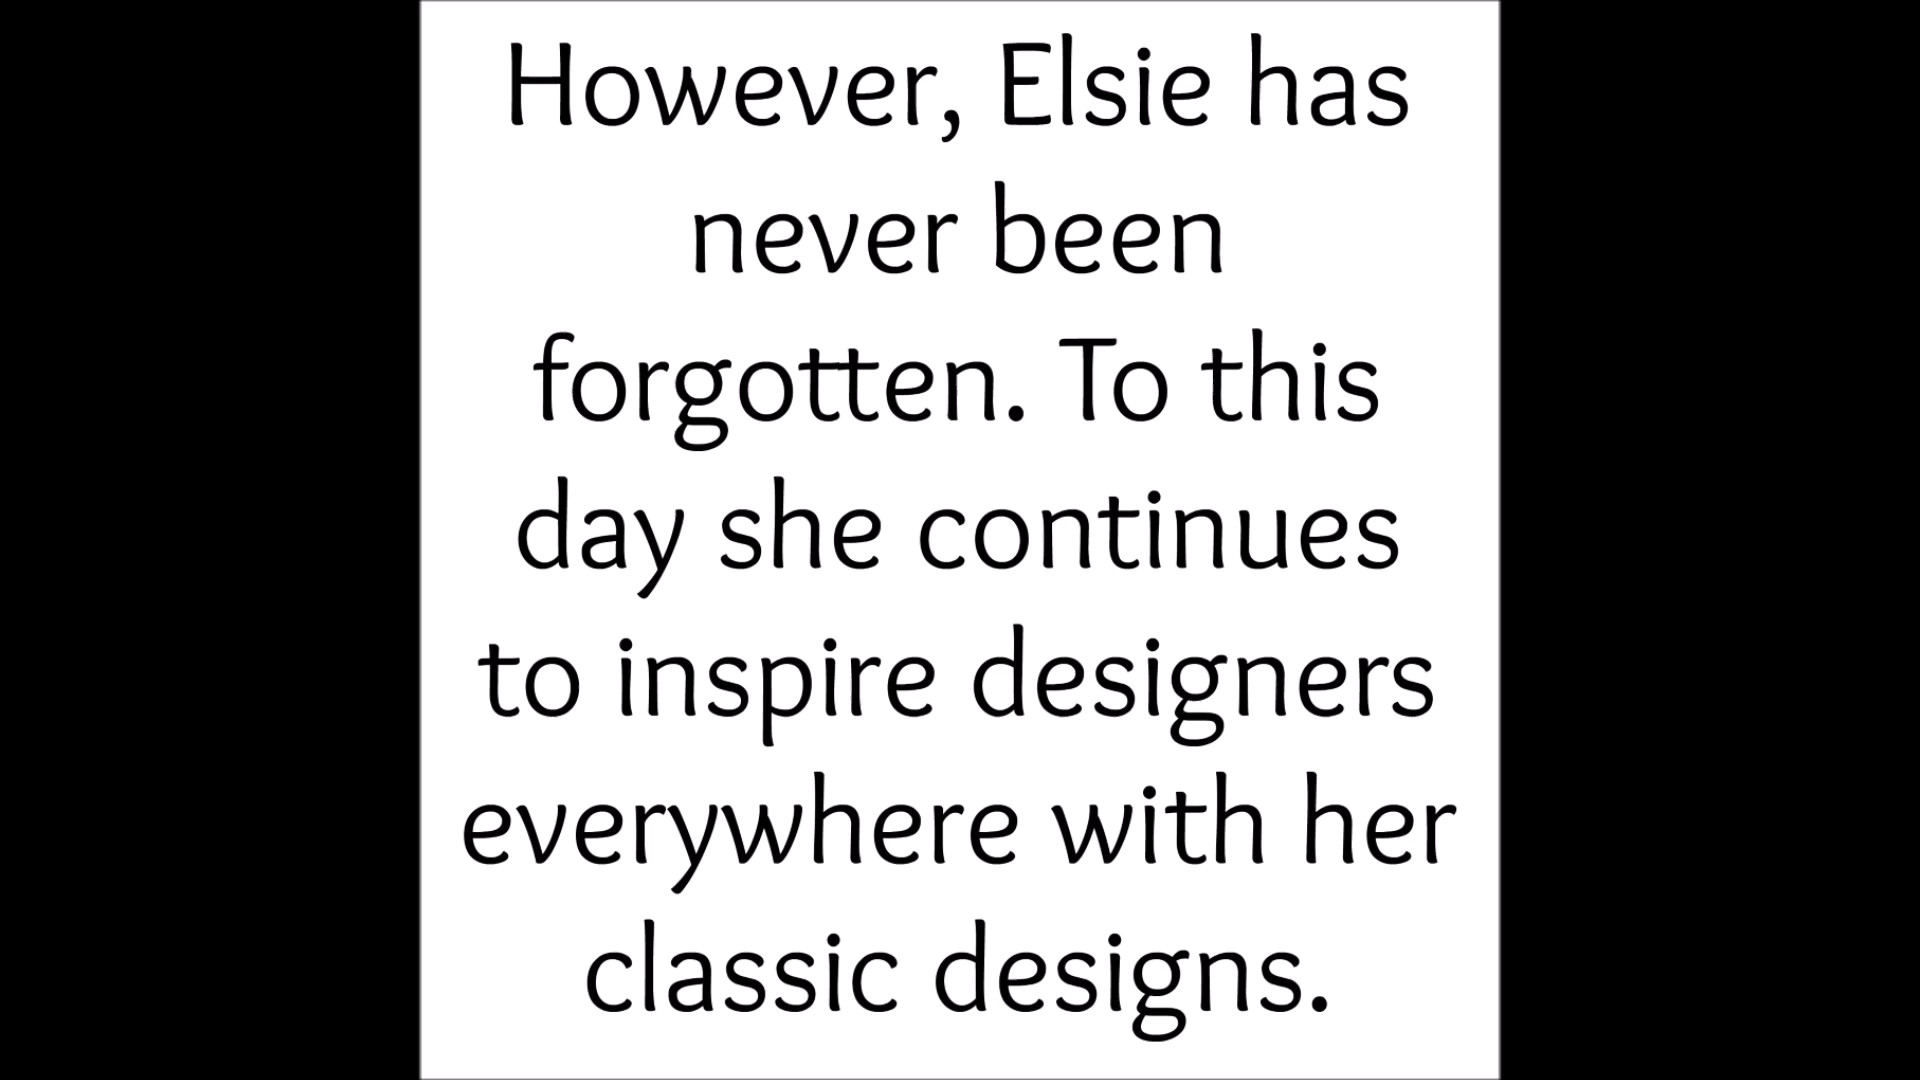 However, Elsie has
never been
forgotten. To this
day she continues
to inspire designers
everywhere with her
classic designs.